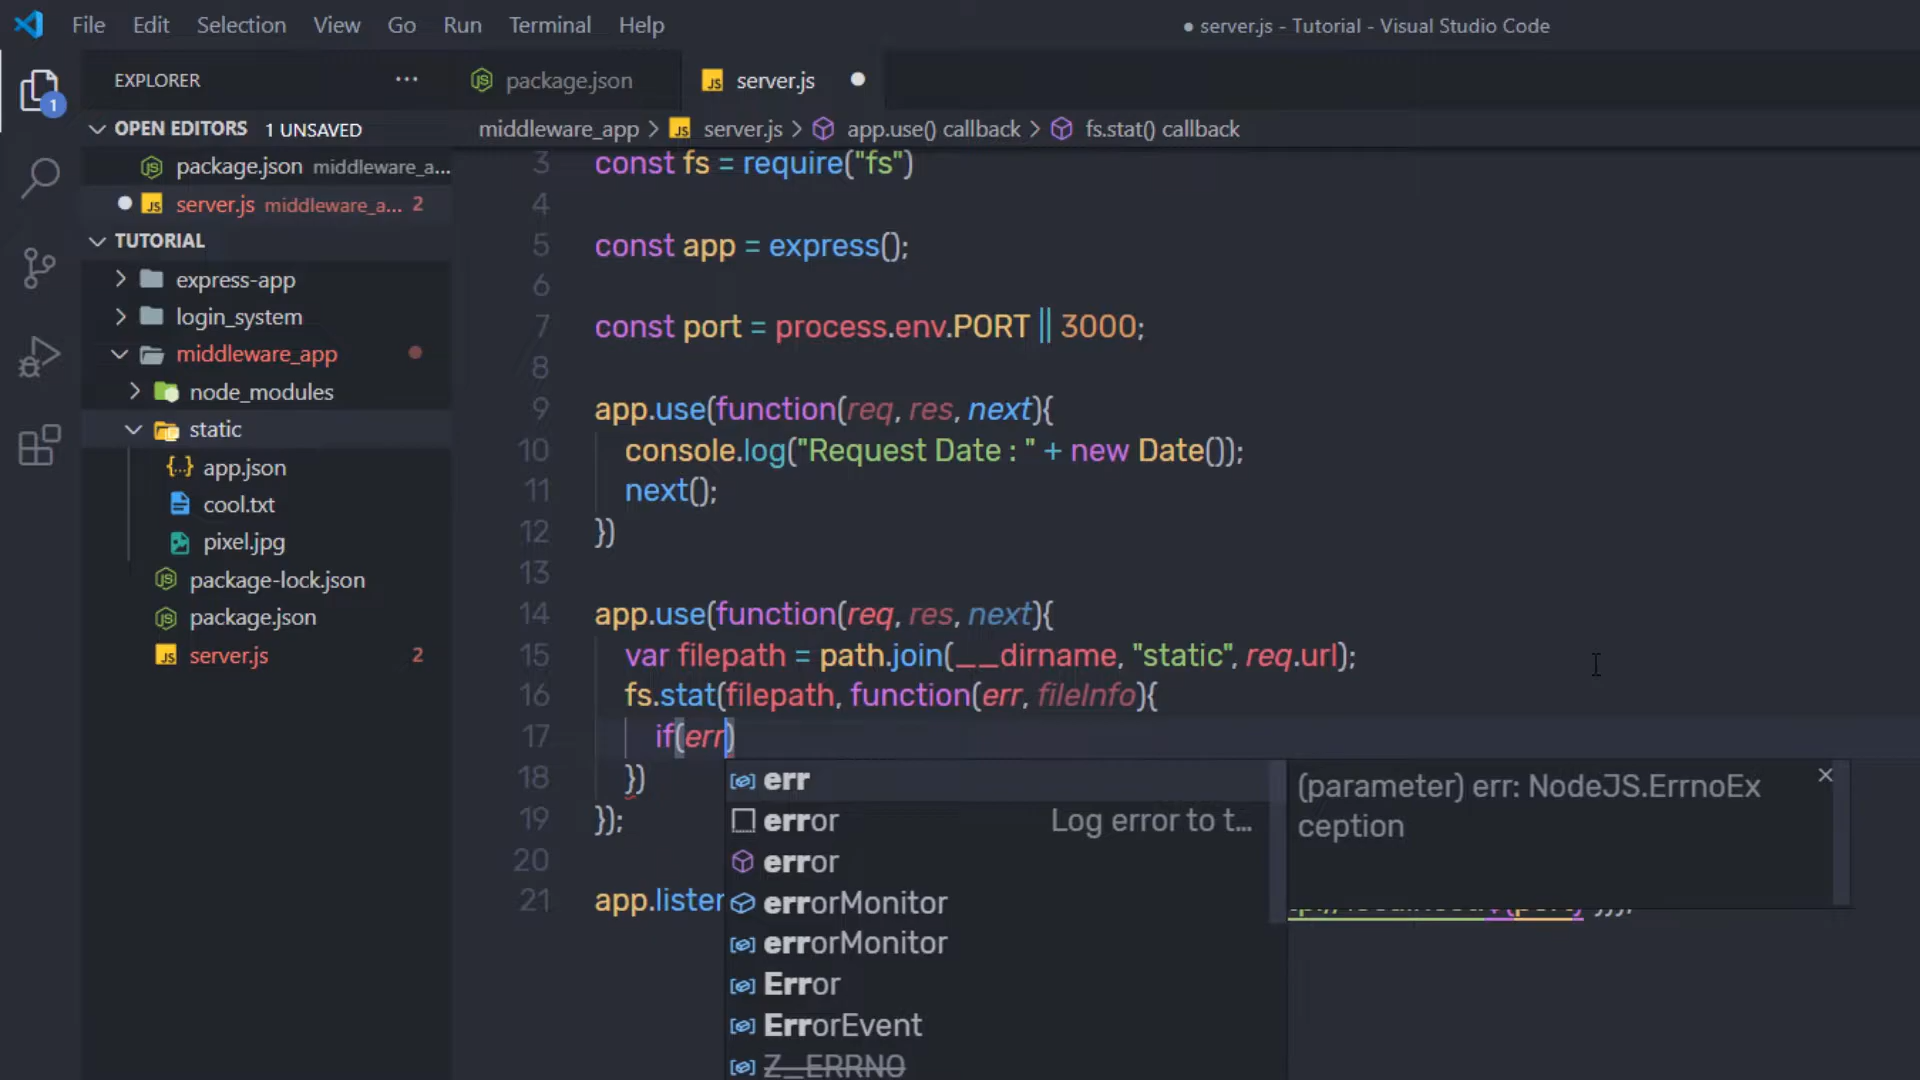 File Edit Selection View Go Run Terminal Help
● server.js - Tutorial - Visual Studio Code
EXPLORER ···
1
OPEN EDITORS 1 UNSAVED
package.json middleware_a...
server.js middleware_a... 2
TUTORIAL
express-app
login_system
middleware_app
node_modules
static
app.json
cool.txt
pixel.jpg
package-lock.json
package.json
server.js 2
package.json
server.js
middleware_app > server.js > app.use() callback > fs.stat() callback
3 const fs = require("fs")
4
5 const app = express();
6
7 const port = process.env.PORT || 3000;
8
9 app.use(function(req, res, next){
10 console.log("Request Date : " + new Date());
11 next();
12 })
13
14 app.use(function(req, res, next){
15 var filepath = path.join(__dirname, "static", req.url);
16 fs.stat(filepath, function(err, fileInfo){
17 if(err)
18 })
19 });
20
21 app.listen
err
error Log error to t...
error
errorMonitor
errorMonitor
Error
ErrorEvent
Z_ERRNO
(parameter) err: NodeJS.ErrnoEx
ception